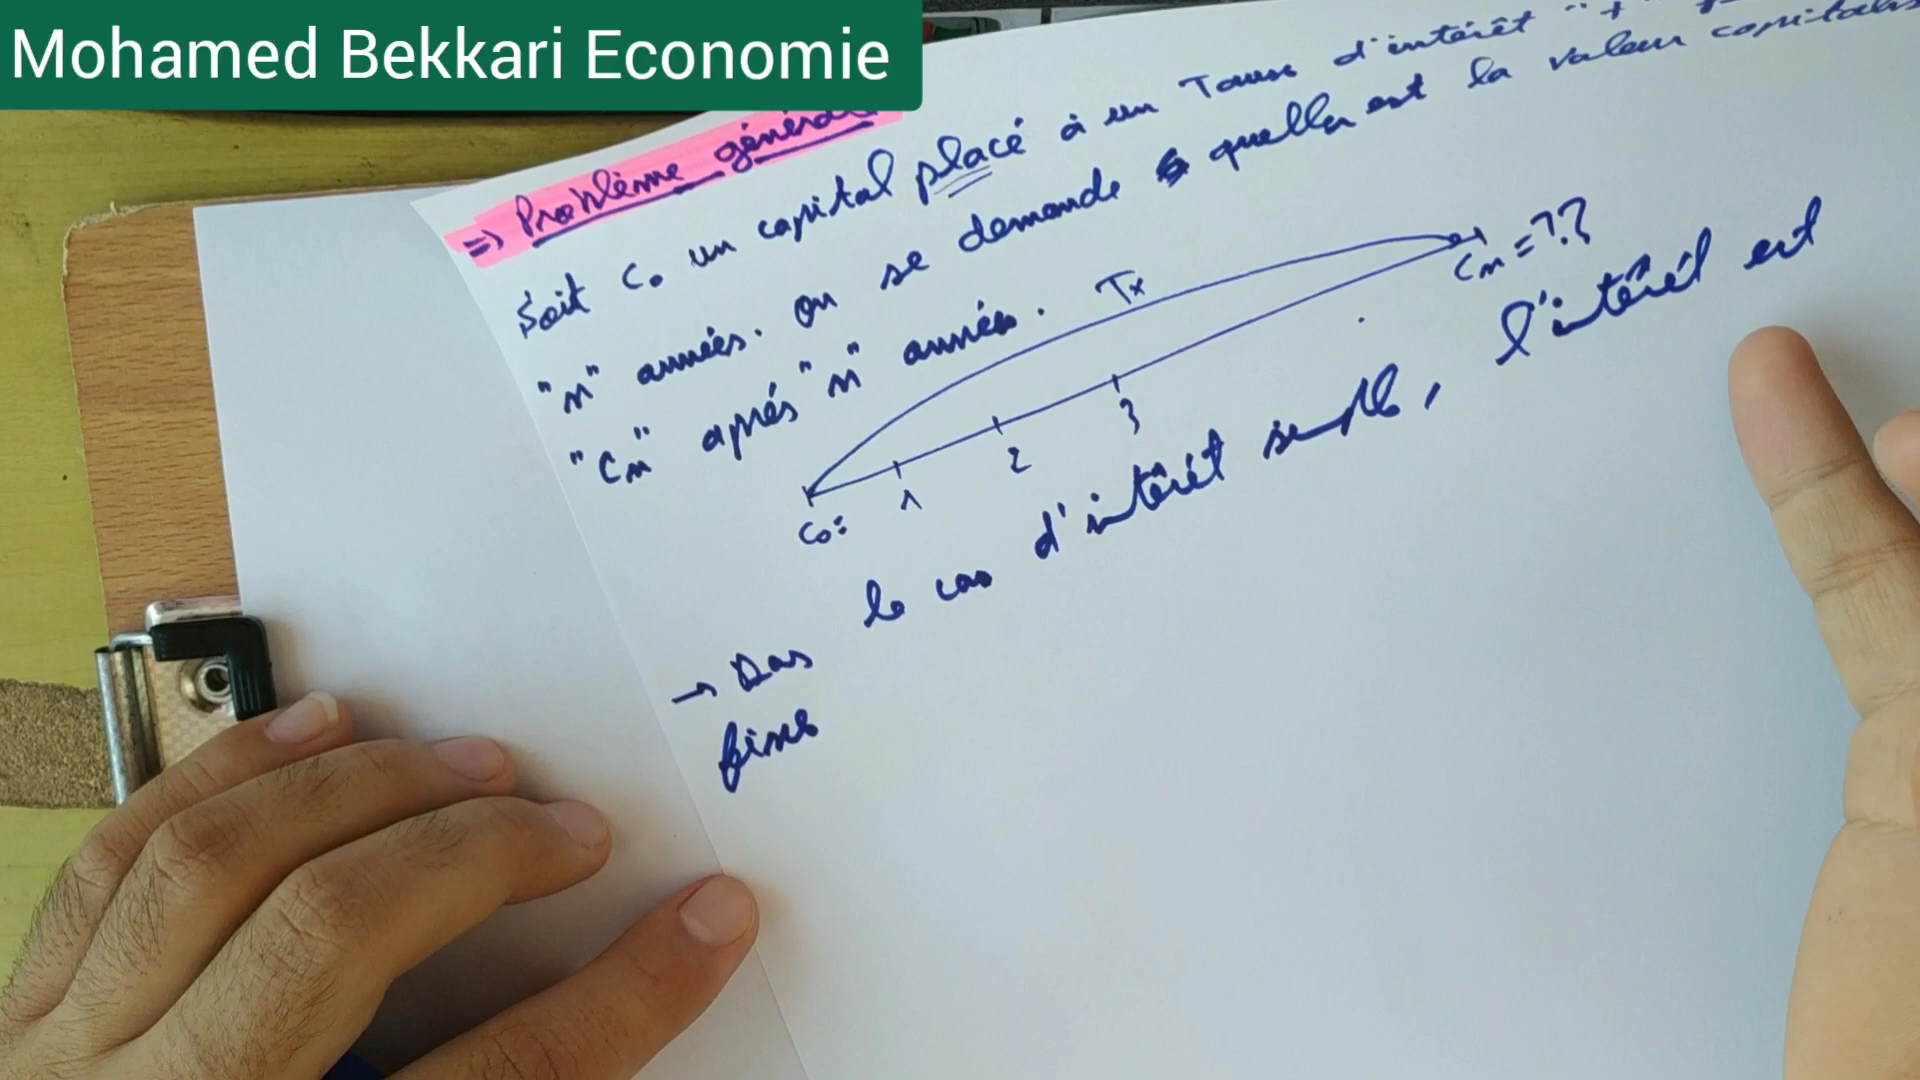 Mohamed Bekkari Economie
=> Problème général
Soit C0 un capital placé à un Taux d'intérêt "t"
"n" années. on se demande quelle est la valeur
"Cn" après "n" années.
Tx
C0= 1 2 3 Cn=??
→ Das le cas d'intérêt simple, l'intérêt est
fixe